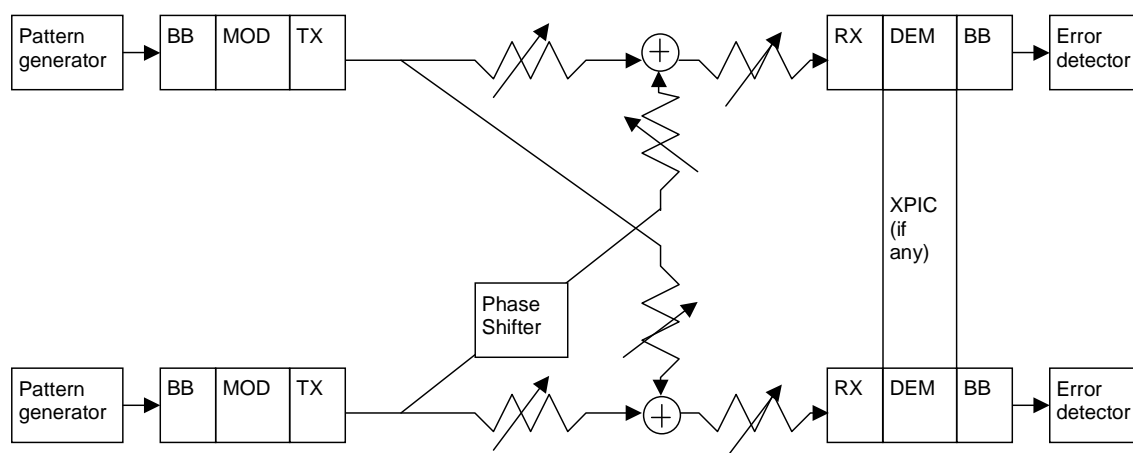 Pattern
generator
BB
MOD
TX
RX
DEM
BB
Error
detector
XPIC
(if
any)
Phase
Shifter
Pattern
generator
BB
MOD
TX
RX
DEM
BB
Error
detector